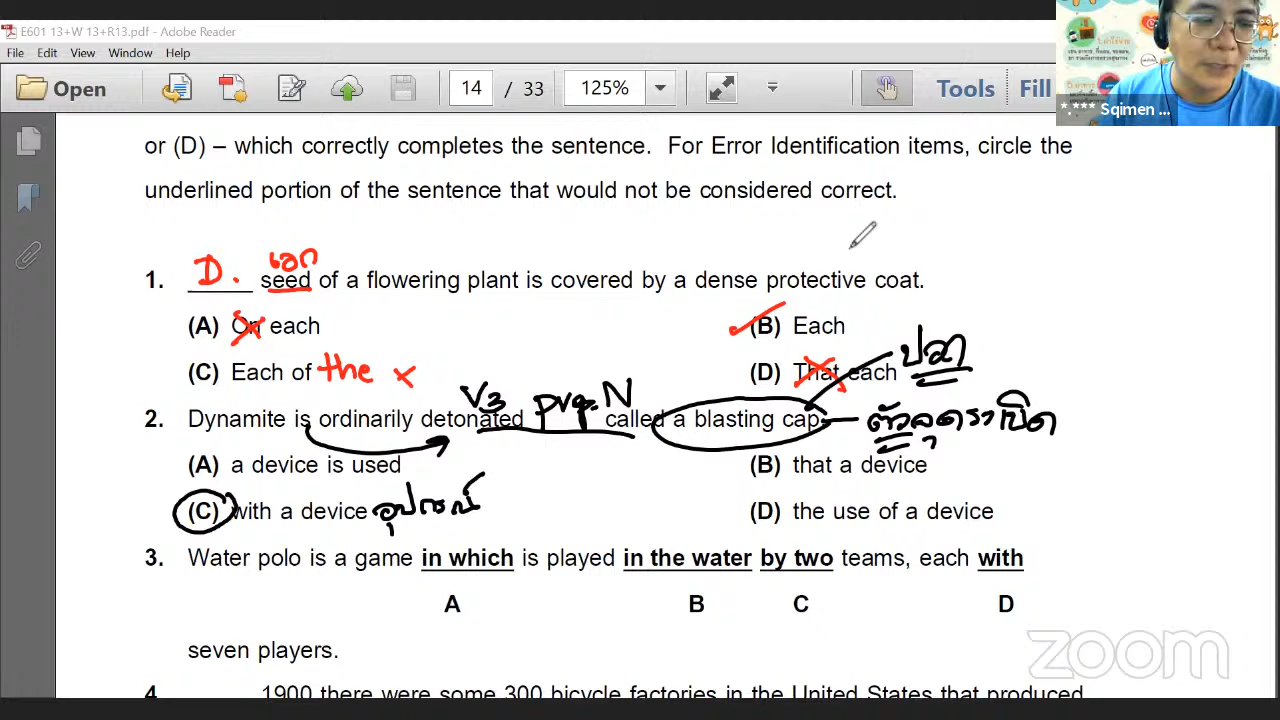 E601 13+W 13+R13.pdf - Adobe Reader
File Edit View Window Help
Open 14 / 33 125% Tools Fill
*.*** Sqimen ...
or (D) – which correctly completes the sentence. For Error Identification items, circle the
underlined portion of the sentence that would not be considered correct.
เอก
1. D. seed of a flowering plant is covered by a dense protective coat.
(A) On each (B) Each
(C) Each of the x (D) That each
ปลา
V3 prep. N
2. Dynamite is ordinarily detonated called a blasting cap. ตัวจุดระเบิด
(A) a device is used (B) that a device
(C) with a device อุปกรณ์ (D) the use of a device
3. Water polo is a game in which is played in the water by two teams, each with
A B C D
seven players.
zoom
4. 1900 there were some 300 bicycle factories in the United States that produced